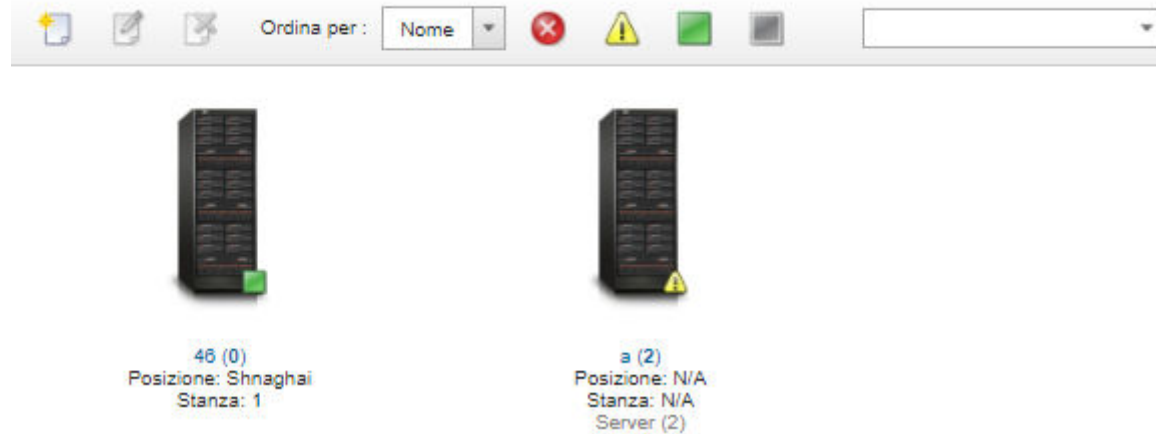 Ordina per : Nome
46 (0)
Posizione: Shnaghai
Stanza: 1
a (2)
Posizione: N/A
Stanza: N/A
Server (2)